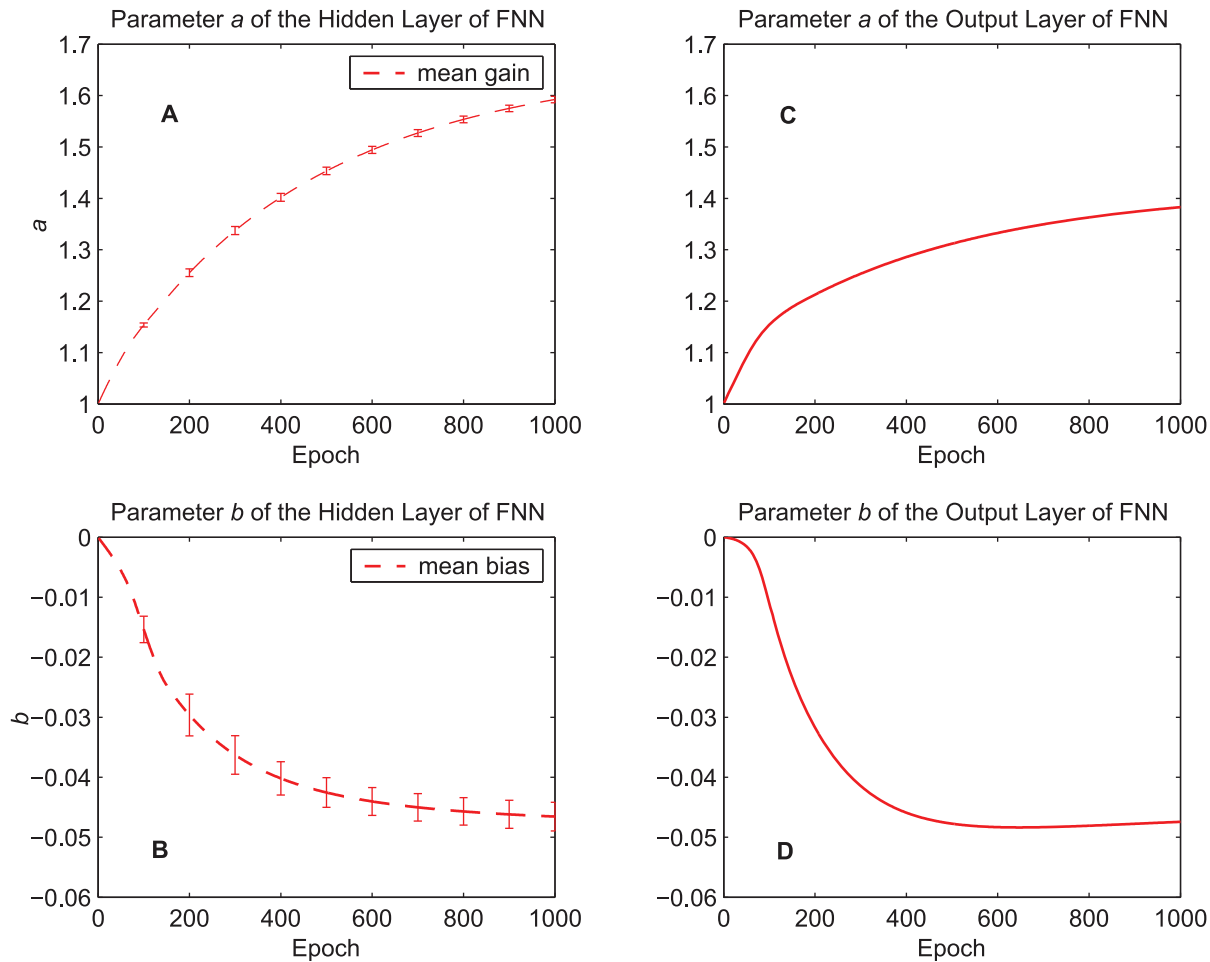 Parameter a of the Hidden Layer of FNN
1.7
1.6
1.5
1.4
1.3
1.2
1.1
1
a
mean gain
A
0 200 400 600 800 1000
Epoch
Parameter a of the Output Layer of FNN
1.7
1.6
1.5
1.4
1.3
1.2
1.1
1
C
0 200 400 600 800 1000
Epoch
Parameter b of the Hidden Layer of FNN
0
−0.01
−0.02
−0.03
−0.04
−0.05
−0.06
b
mean bias
B
0 200 400 600 800 1000
Epoch
Parameter b of the Output Layer of FNN
0
−0.01
−0.02
−0.03
−0.04
−0.05
−0.06
D
0 200 400 600 800 1000
Epoch